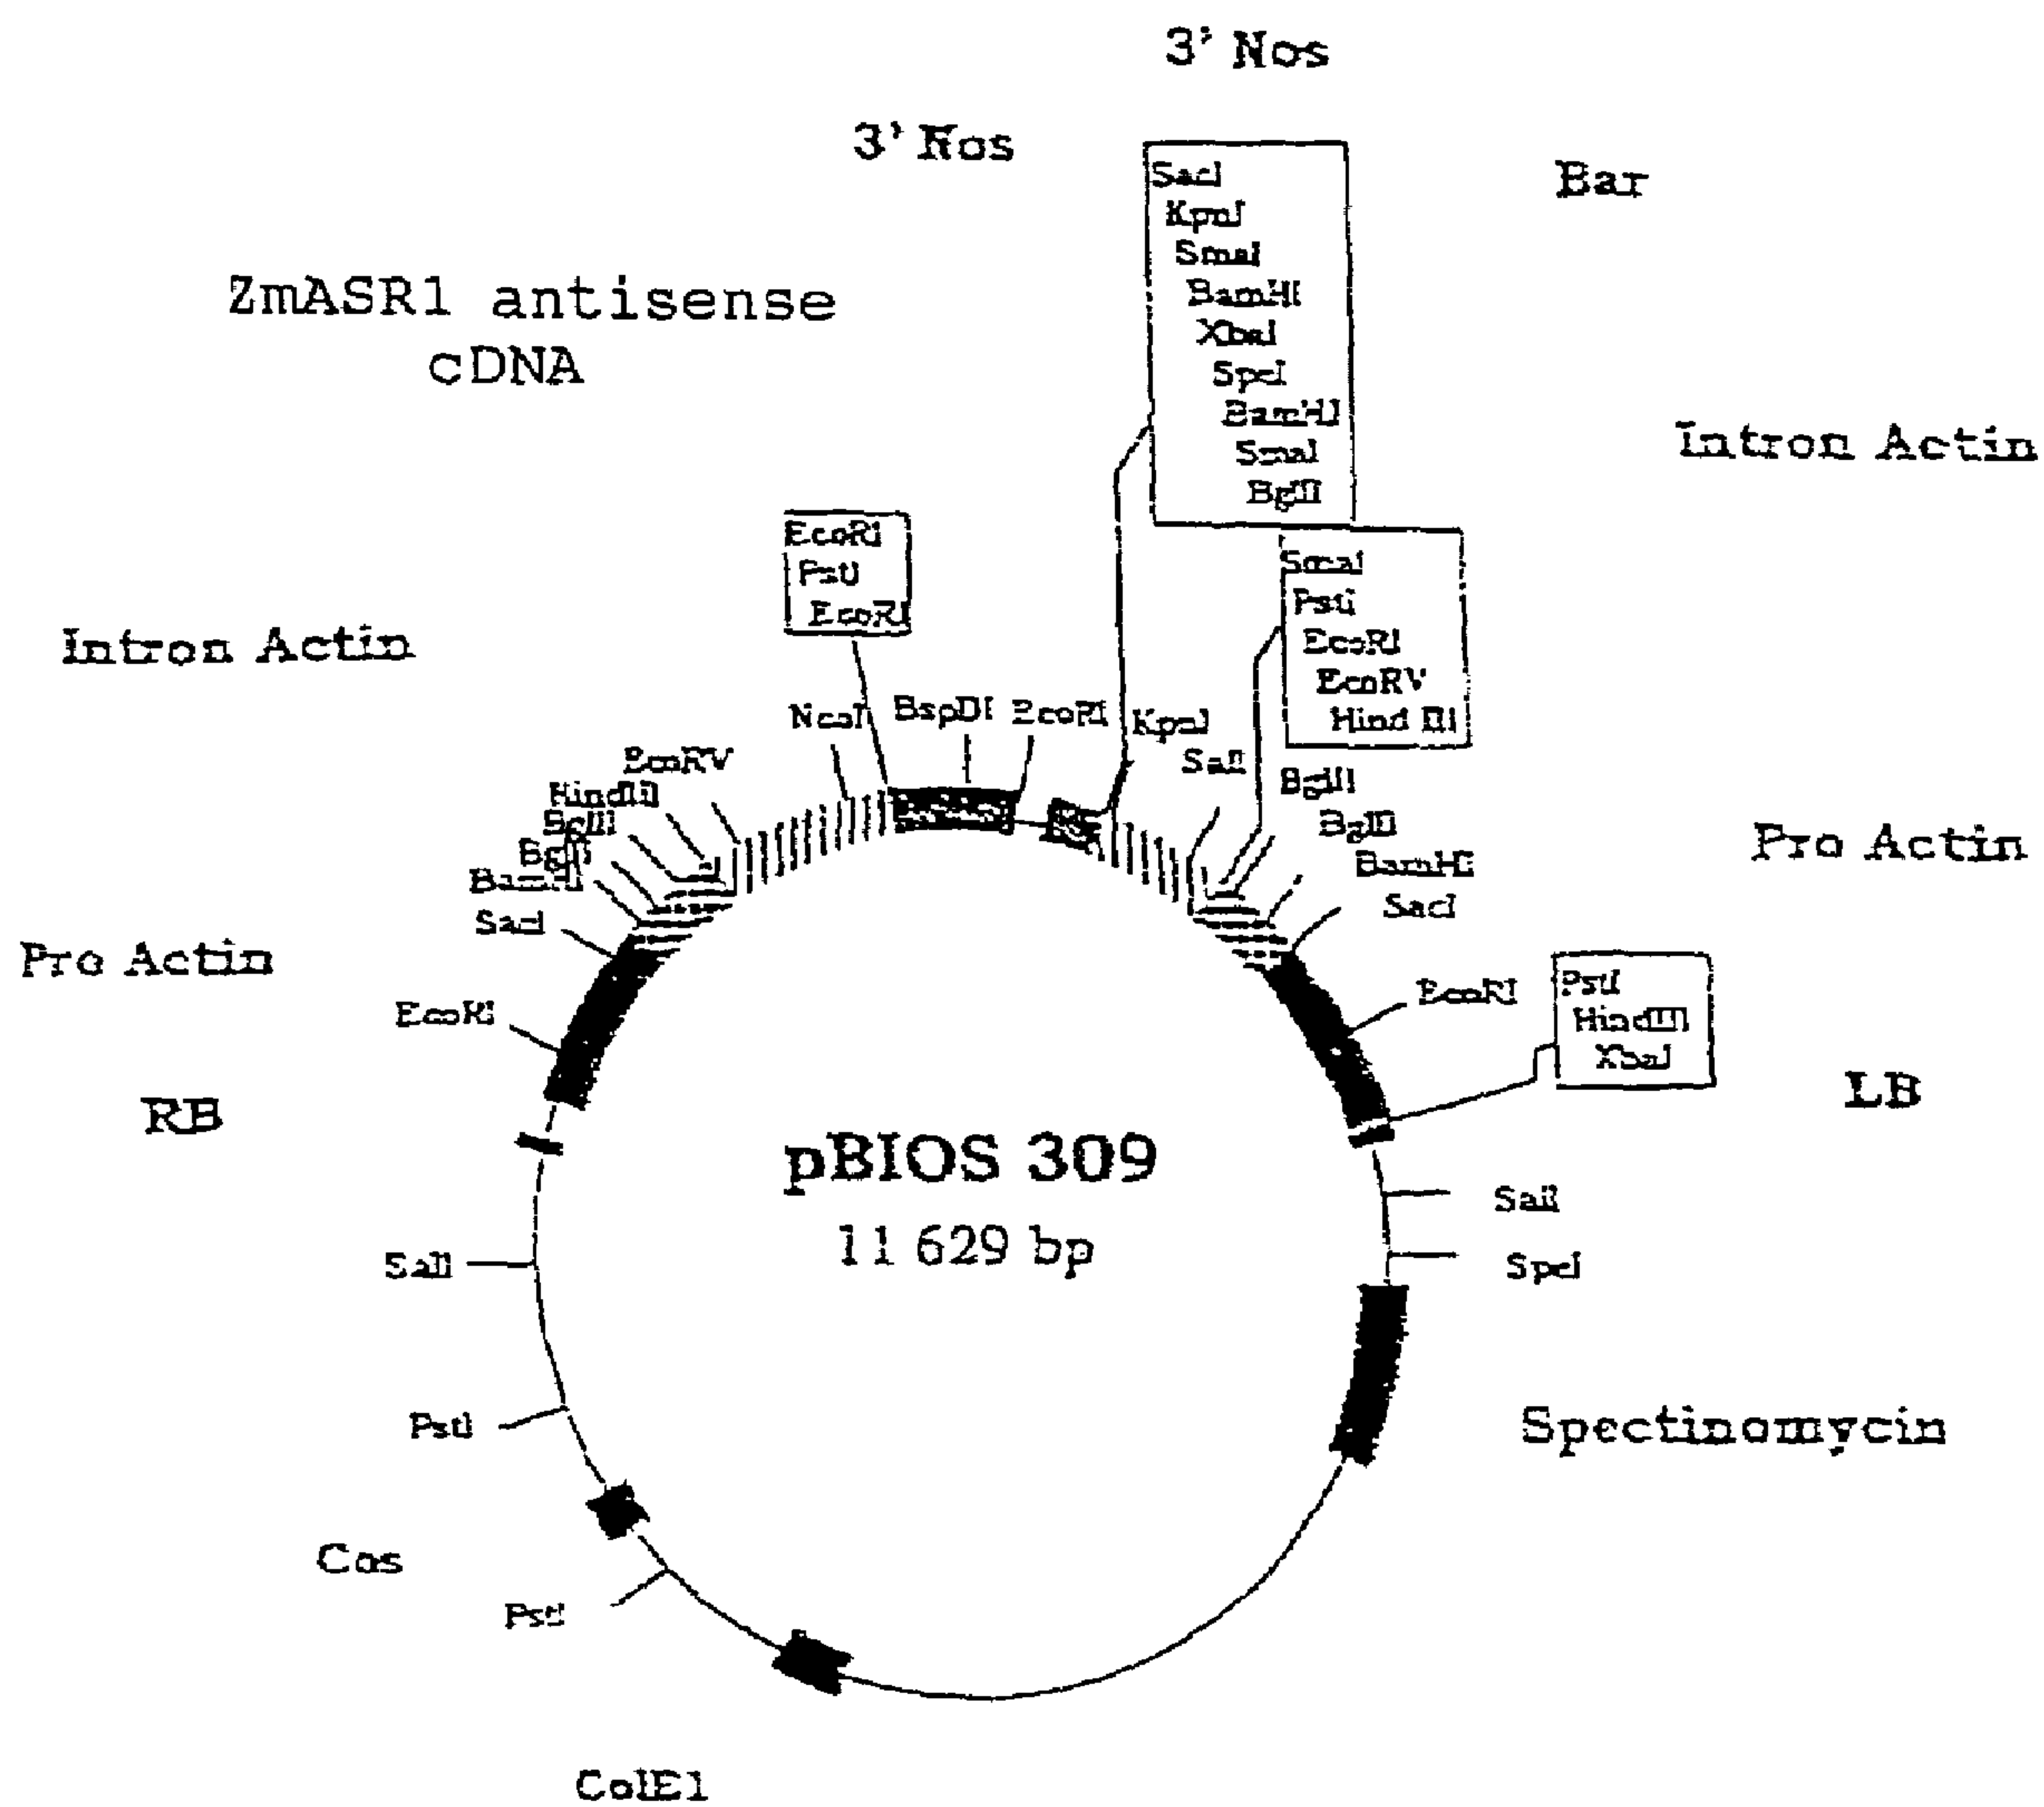 3' Nos
3' Nos
Bar
SacI
KpnI
SmaI
BamHI
XbaI
SpeI
BamHI
SmaI
BglII
ZmASR1 antisense
cDNA
Intron Actin
EcoRI
PstI
EcoRI
SmaI
PstI
EcoRI
EcoRV
Hind III
Intron Actin
NcoI
BspDI
EcoRI
KpnI
SalI
EcoRV
HindIII
BglII
BglII
BamHI
SacI
BglII
BglII
BamHI
SacI
Pro Actin
Pro Actin
EcoRI
EcoRI
PstI
HindIII
XbaI
RB
LB
pBIOS 309
11 629 bp
SalI
SpeI
SalI
PstI
Spectinomycin
Cos
PstI
ColE1